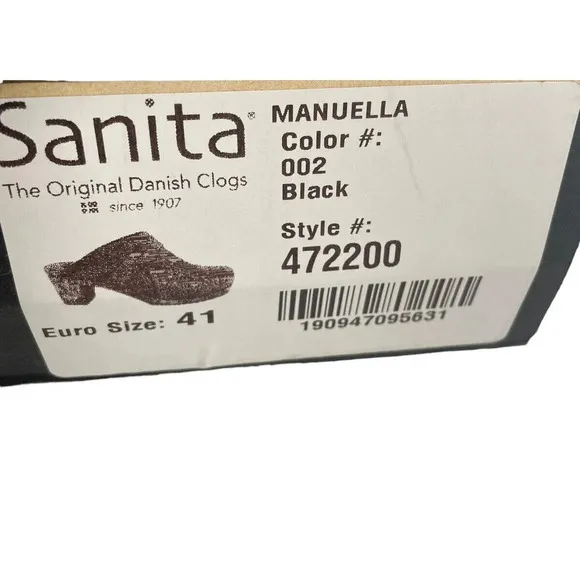 Sanita®
The Original Danish Clogs
since 1907
Euro Size: 41
MANUELLA
Color #:
002
Black
Style #:
472200
190947095631